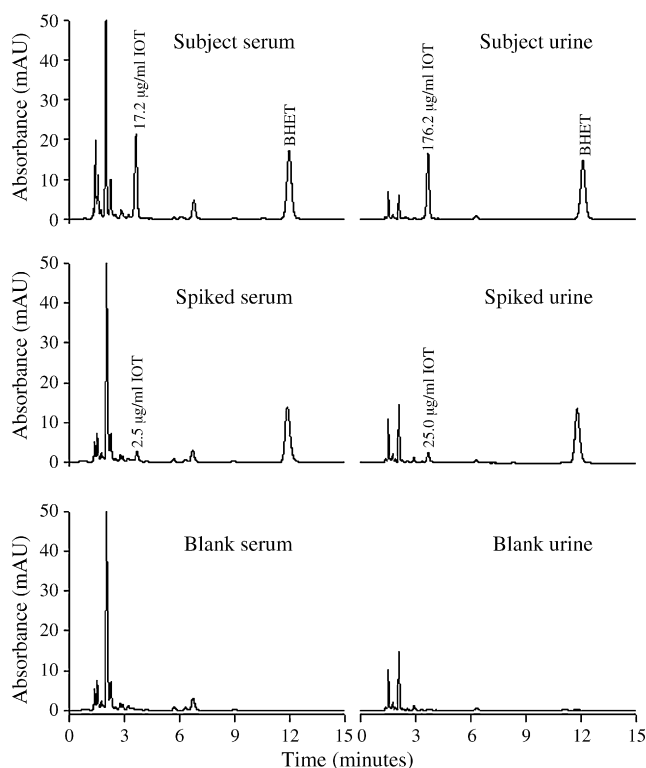 50
40
30
20
10
0
Absorbance (mAU)
Subject serum
17.2 µg/ml IOT
BHET
Subject urine
176.2 µg/ml IOT
BHET
50
40
30
20
10
0
Absorbance (mAU)
Spiked serum
2.5 µg/ml IOT
Spiked urine
25.0 µg/ml IOT
50
40
30
20
10
0
Absorbance (mAU)
Blank serum
Blank urine
0 3 6 9 12 15
0 3 6 9 12 15
Time (minutes)